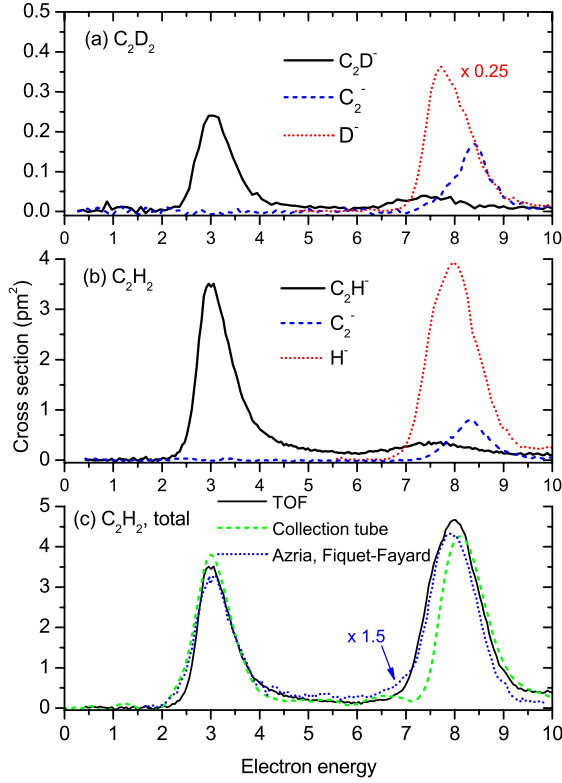 0.5
0.4
0.3
0.2
0.1
0.0
(a) C₂D₂
C₂D⁻
C₂⁻
D⁻
x 0.25
0 1 2 3 4 5 6 7 8 9 10
Cross section (pm²)
4
3
2
1
0
(b) C₂H₂
C₂H⁻
C₂⁻
H⁻
0 1 2 3 4 5 6 7 8 9 10
5
4
3
2
1
0
(c) C₂H₂, total
TOF
Collection tube
Azria, Fiquet-Fayard
x 1.5
0 1 2 3 4 5 6 7 8 9 10
Electron energy